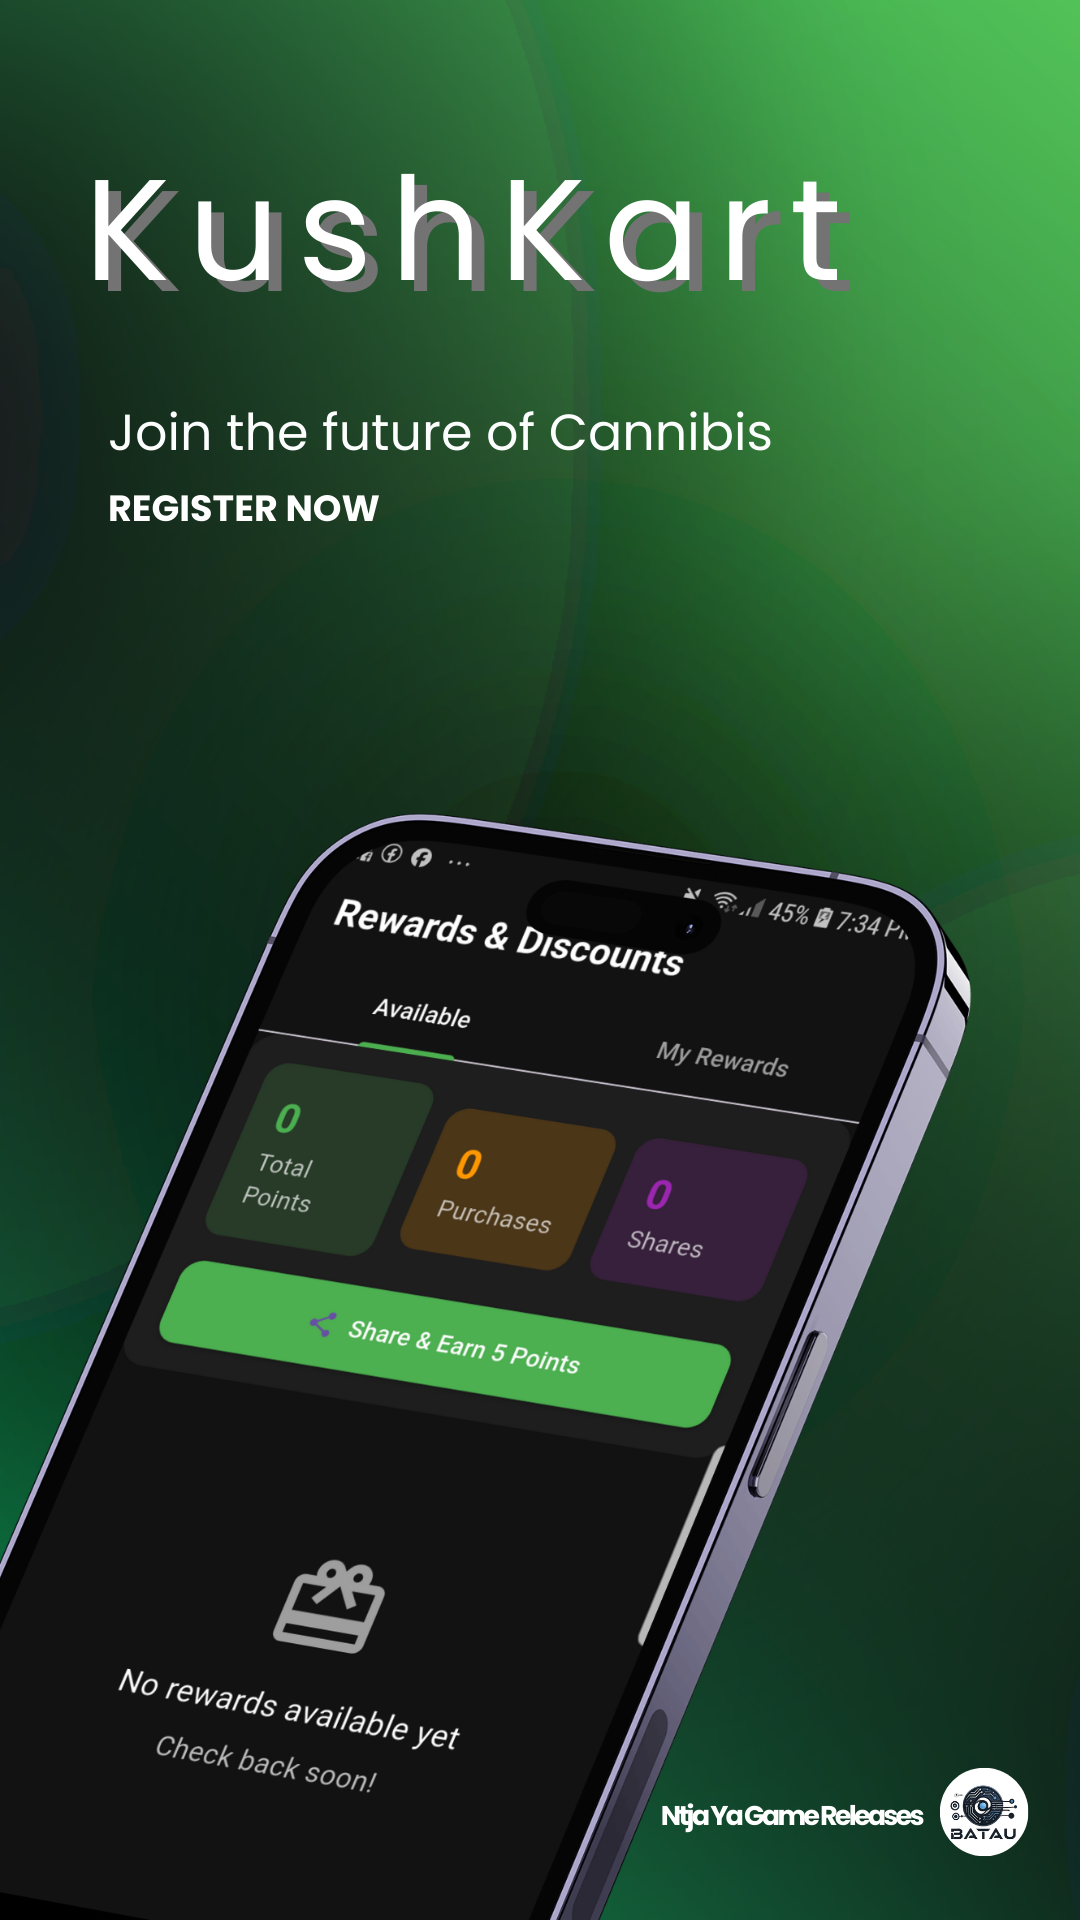 KushKart
Join the future of Cannibis
REGISTER NOW
45% 7:34
Rewards & Discounts
Available
My Rewards
0
Total
Points
0
Purchases
0
Shares
Share & Earn 5 Points
No rewards available yet
Check back soon!
Ntja Ya Game Releases
BATAU